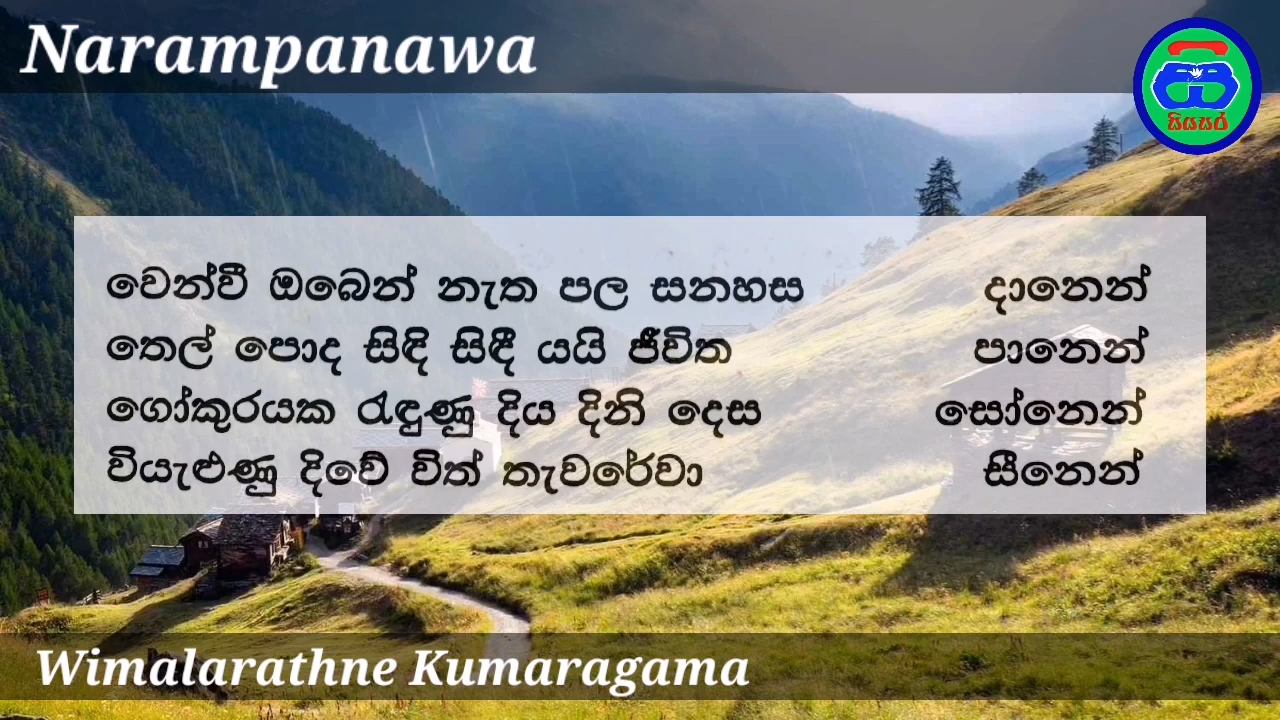 Narampanawa
සියසර
වෙන්වී ඔබෙන් නැත පල සනහස දානෙන්
තෙල් පොද සිඳි සිඳී යයි ජීවිත පානෙන්
ගෝකුරයක රැඳුණු දිය දිනි දෙස සෝනෙන්
වියැළුණු දිවේ විත් තැවරේවා සීනෙන්
Wimalarathne Kumaragama